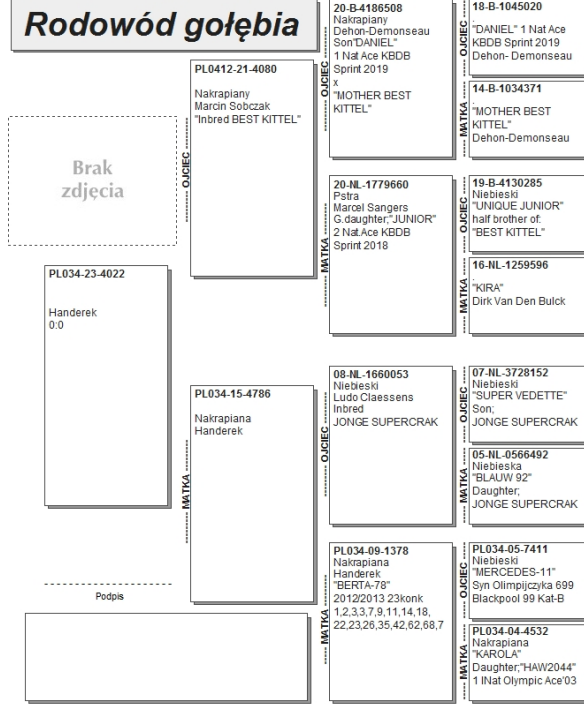 Rodowód gołębia
Brak
zdjęcia
PL034-23-4022
Handerek
0:0
Podpis
OJCIEC
PL0412-21-4080
Nakrapiany
Marcin Sobczak
"Inbred BEST KITTEL"
MATKA
PL034-15-4786
Nakrapiana
Handerek
OJCIEC
20-B-4186508
Nakrapiany
Dehon-Demonseau
Son"DANIEL"
1 Nat Ace KBDB
Sprint 2019
x
"MOTHER BEST
KITTEL"
MATKA
20-NL-1779660
Pstra
Marcel Sangers
G.daughter;"JUNIOR"
2 Nat.Ace KBDB
Sprint 2018
OJCIEC
08-NL-1660053
Niebieski
Ludo Claessens
Inbred
JONGE SUPERCRAK
MATKA
PL034-09-1378
Nakrapiana
Handerek
"BERTA-78"
2012/2013 23konk
1,2,3,3,7,9,11,14,18,
22,23,26,35,42,62,68,7
OJCIEC
18-B-1045020
.
"DANIEL" 1 Nat Ace
KBDB Sprint 2019
Dehon- Demonseau
MATKA
14-B-1034371
.
"MOTHER BEST
KITTEL"
Dehon-Demonseau
OJCIEC
19-B-4130285
Niebieski
"UNIQUE JUNIOR"
half brother of:
"BEST KITTEL"
MATKA
16-NL-1259596
.
"KIRA"
Dirk Van Den Bulck
OJCIEC
07-NL-3728152
Niebieski
"SUPER VEDETTE"
Son;
JONGE SUPERCRAK
MATKA
05-NL-0566492
Niebieska
"BLAUW 92"
Daughter;
JONGE SUPERCRAK
OJCIEC
PL034-05-7411
Niebieski
"MERCEDES-11"
Syn Olimpijczyka 699
Blackpool 99 Kat-B
MATKA
PL034-04-4532
Nakrapiana
"KAROLA"
Daughter;"HAW2044"
1 INat Olympic Ace'03